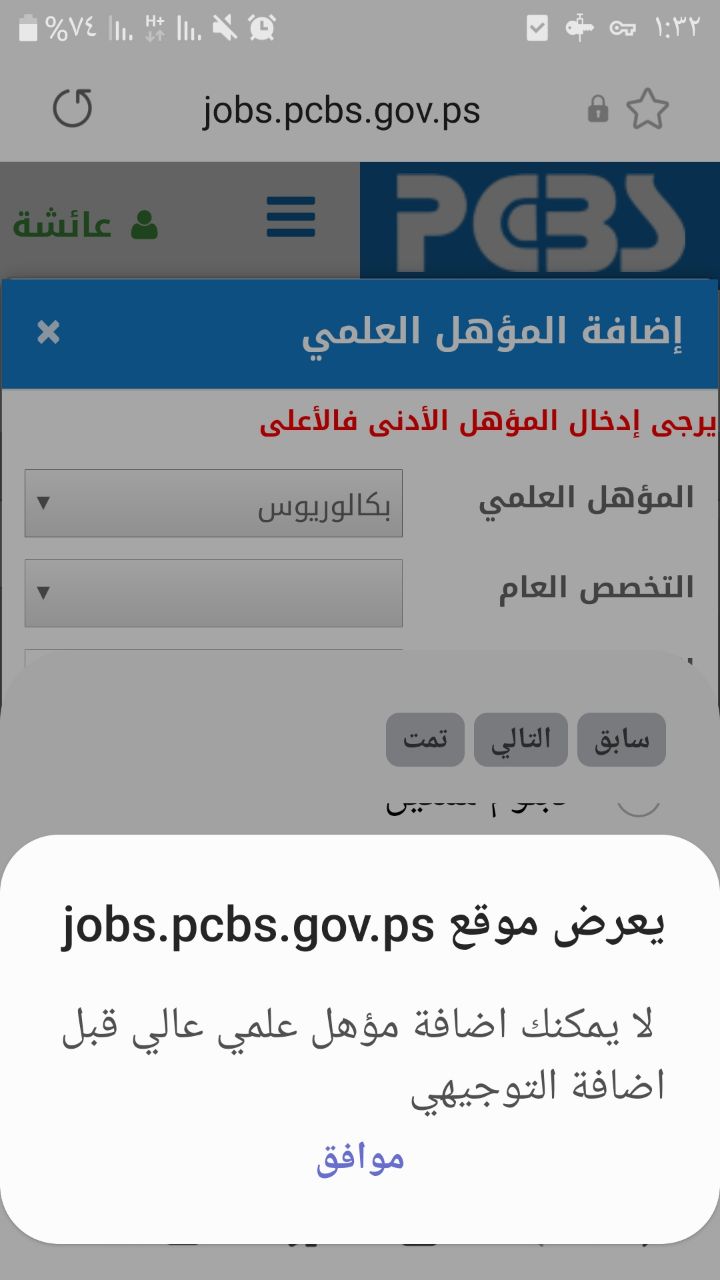 %٧٤ H+ ١:٣٢
jobs.pcbs.gov.ps
عائشة PCBS
إضافة المؤهل العلمي ×
يرجى إدخال المؤهل الأدنى فالأعلى
المؤهل العلمي بكالوريوس
التخصص العام
سابق التالي تمت
يعرض موقع jobs.pcbs.gov.ps
لا يمكنك اضافة مؤهل علمي عالي قبل
اضافة التوجيهي
موافق